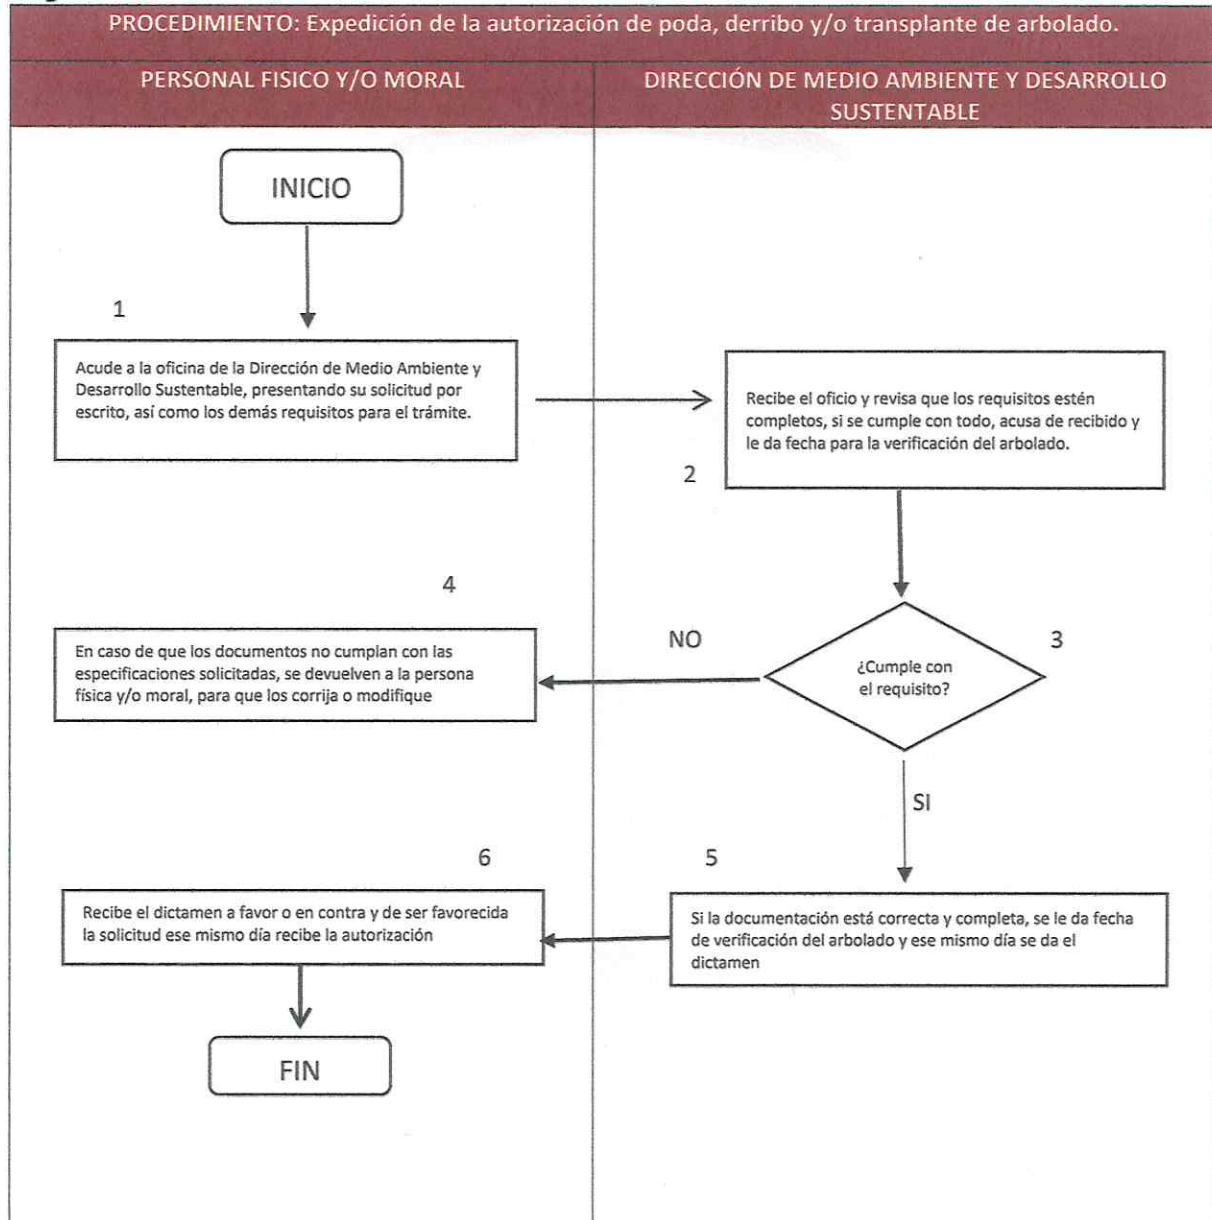 PROCEDIMIENTO: Expedición de la autorización de poda, derribo y/o transplante de arbolado.
PERSONAL FISICO Y/O MORAL
DIRECCIÓN DE MEDIO AMBIENTE Y DESARROLLO
SUSTENTABLE
INICIO
1
Acude a la oficina de la Dirección de Medio Ambiente y
Desarrollo Sustentable, presentando su solicitud por
escrito, así como los demás requisitos para el trámite.
Recibe el oficio y revisa que los requisitos estén
completos, si se cumple con todo, acusa de recibido y
le da fecha para la verificación del arbolado.
2
¿Cumple con
el requisito?
3
NO
4
En caso de que los documentos no cumplan con las
especificaciones solicitadas, se devuelven a la persona
física y/o moral, para que los corrija o modifique
SI
5
Si la documentación está correcta y completa, se le da fecha
de verificación del arbolado y ese mismo día se da el
dictamen
6
Recibe el dictamen a favor o en contra y de ser favorecida
la solicitud ese mismo día recibe la autorización
FIN